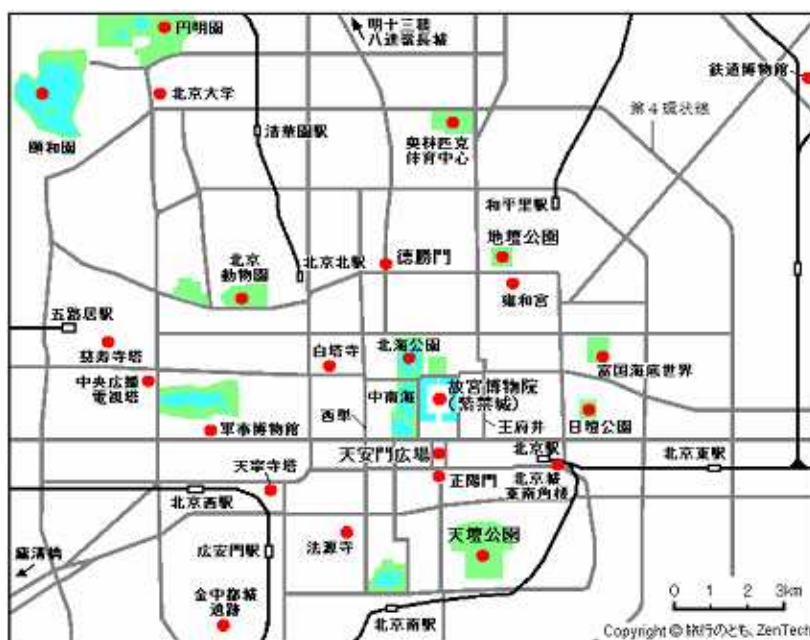 円明園
明十三陵
八達嶺長城
鉄道博物館
北京大学
第4環状線
頤和園
清華園駅
奥林匹克
体育中心
和平里駅
地壇公園
徳勝門
北京
動物園
北京北駅
雍和宮
五路居駅
慈寿寺塔
白塔寺
北海公園
富国海底世界
中央広播
電視塔
中南海
故宮博物院
(紫禁城)
西単
王府井
日壇公園
軍事博物館
天安門広場
北京駅
北京東駅
天寧寺塔
正陽門
北京城
東南角楼
北京西駅
盧溝橋
広安門駅
法源寺
天壇公園
金中都城
遺跡
北京南駅
0 1 2 3km
Copyright © 旅行のとも、ZenTech